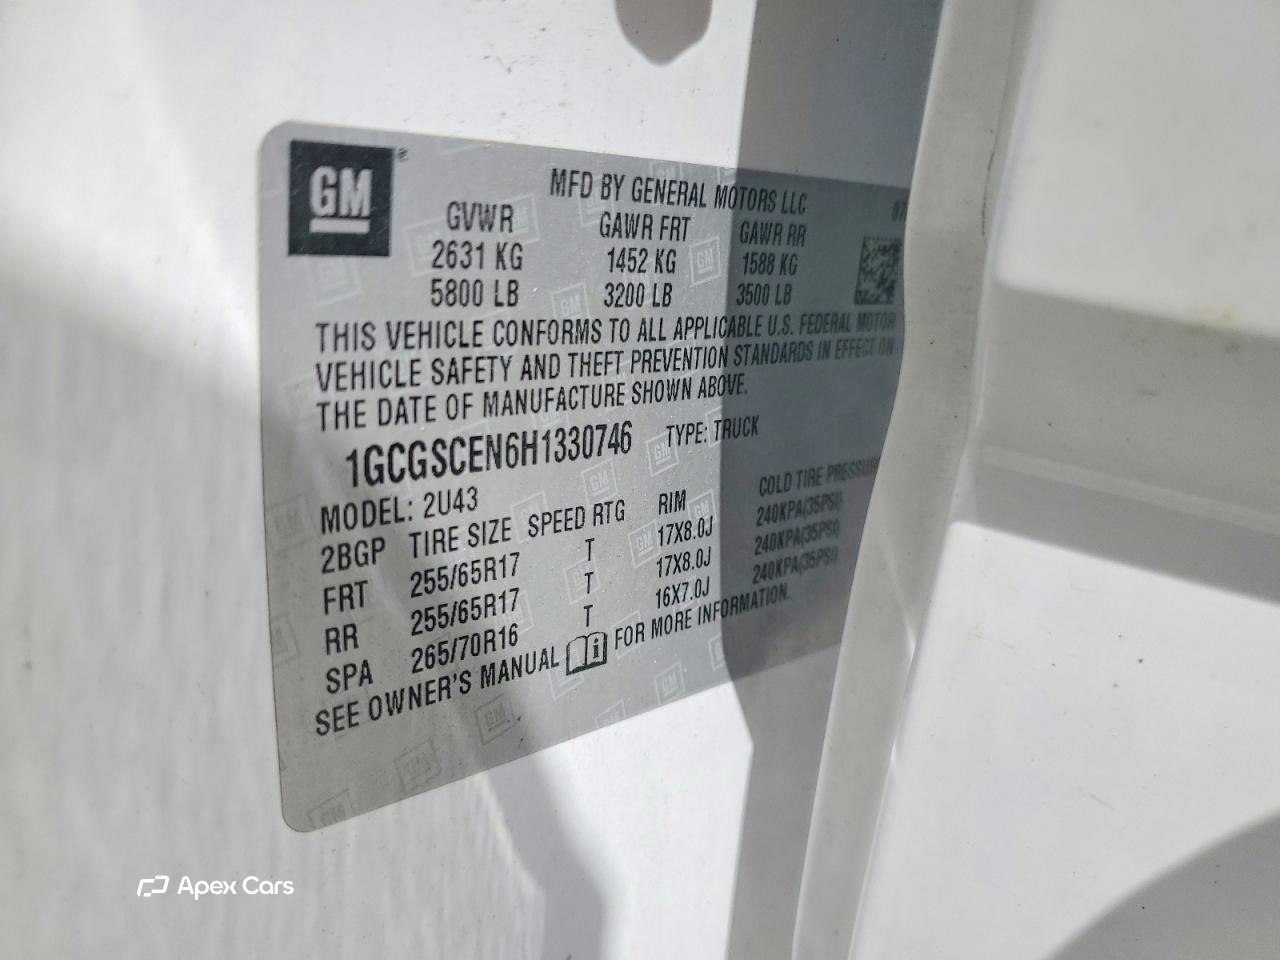 GM
MFD BY GENERAL MOTORS LLC 07
GVWR GAWR FRT GAWR RR
2631 KG 1452 KG 1588 KG
5800 LB 3200 LB 3500 LB
THIS VEHICLE CONFORMS TO ALL APPLICABLE U.S. FEDERAL MOTOR
VEHICLE SAFETY AND THEFT PREVENTION STANDARDS IN EFFECT ON
THE DATE OF MANUFACTURE SHOWN ABOVE.
1GCGSCEN6H1330746 TYPE: TRUCK
MODEL: 2U43
2BGP TIRE SIZE SPEED RTG RIM COLD TIRE PRESSUR
FRT 255/65R17 T 17X8.0J 240KPA(35PSI)
RR 255/65R17 T 17X8.0J 240KPA(35PSI)
SPA 265/70R16 T 16X7.0J 240KPA(35PSI)
SEE OWNER'S MANUAL FOR MORE INFORMATION.
Apex Cars